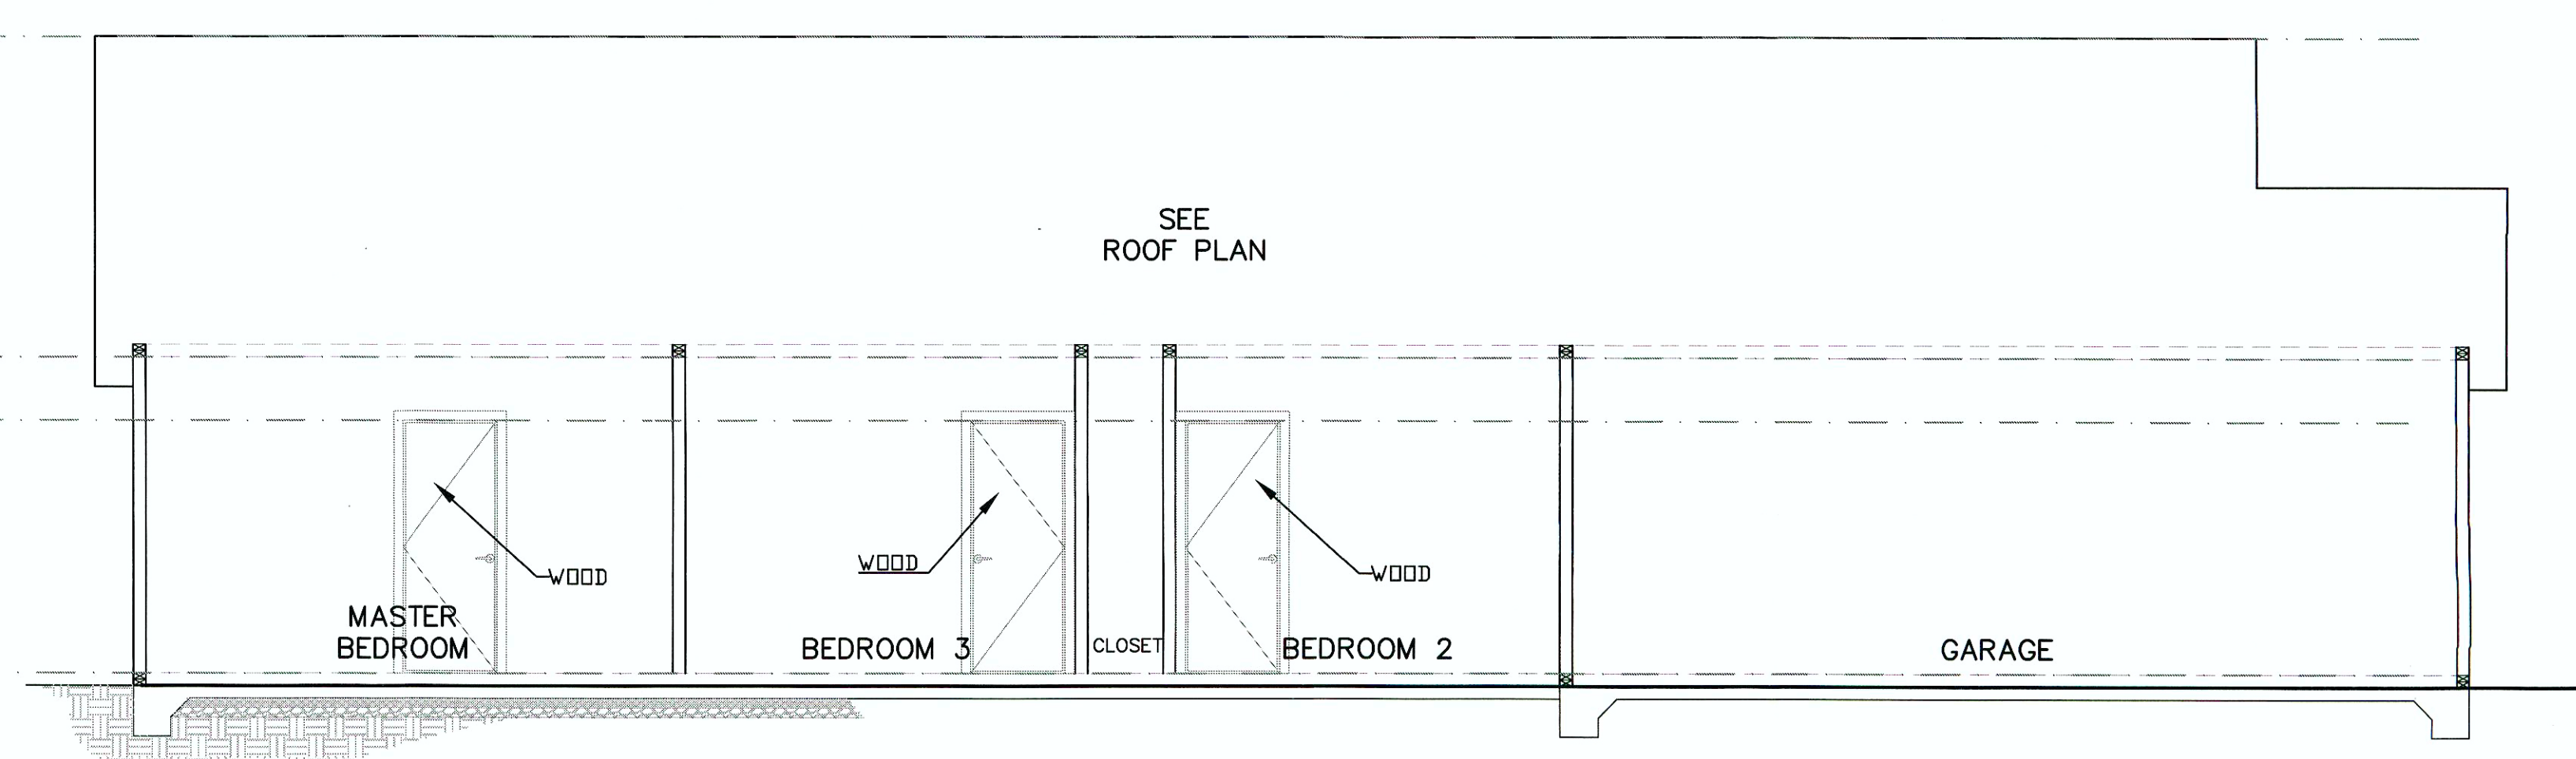 SEE
ROOF PLAN
WOOD
WOOD
WOOD
MASTER
BEDROOM
BEDROOM 3
CLOSET
BEDROOM 2
GARAGE